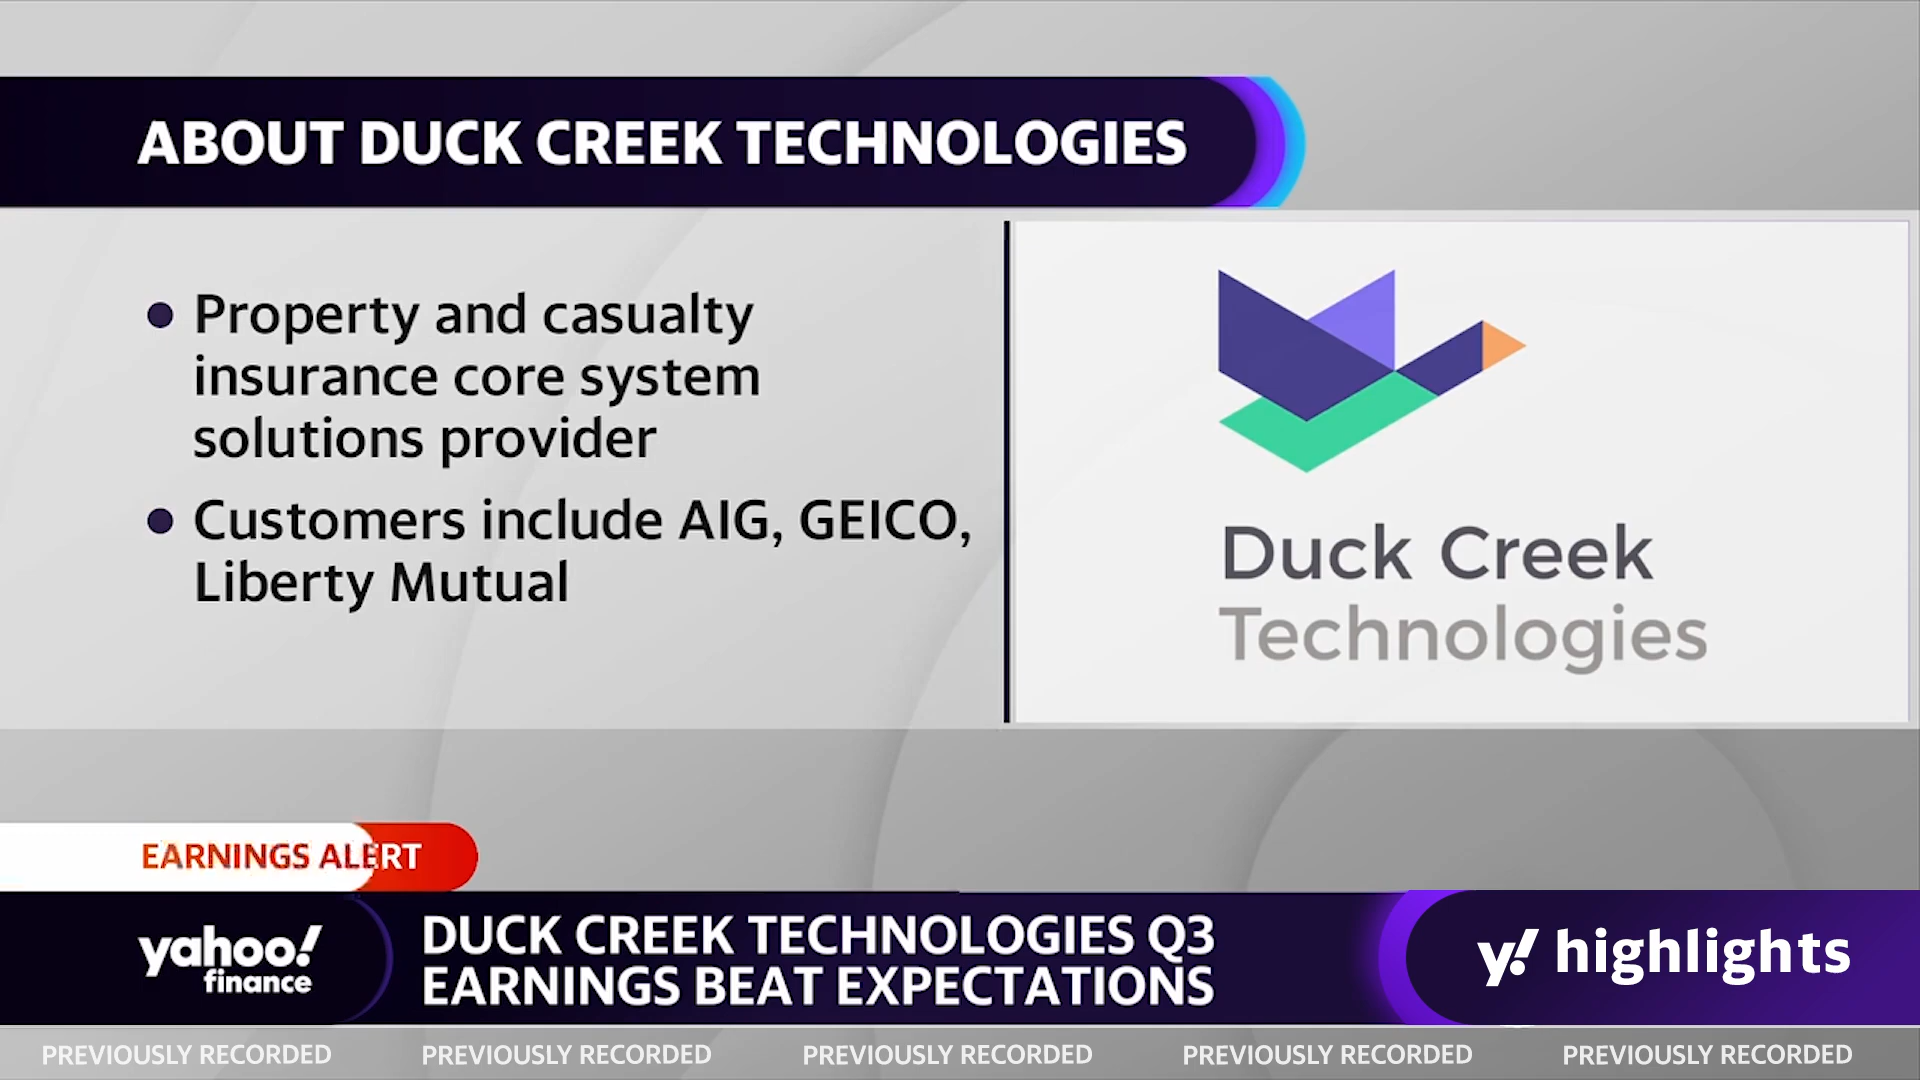 ABOUT DUCK CREEK TECHNOLOGIES
● Property and casualty
insurance core system
solutions provider
● Customers include AIG, GEICO,
Liberty Mutual
Duck Creek
Technologies
EARNINGS ALERT
yahoo!
finance
DUCK CREEK TECHNOLOGIES Q3
EARNINGS BEAT EXPECTATIONS
y! highlights
PREVIOUSLY RECORDED PREVIOUSLY RECORDED PREVIOUSLY RECORDED PREVIOUSLY RECORDED PREVIOUSLY RECORDED